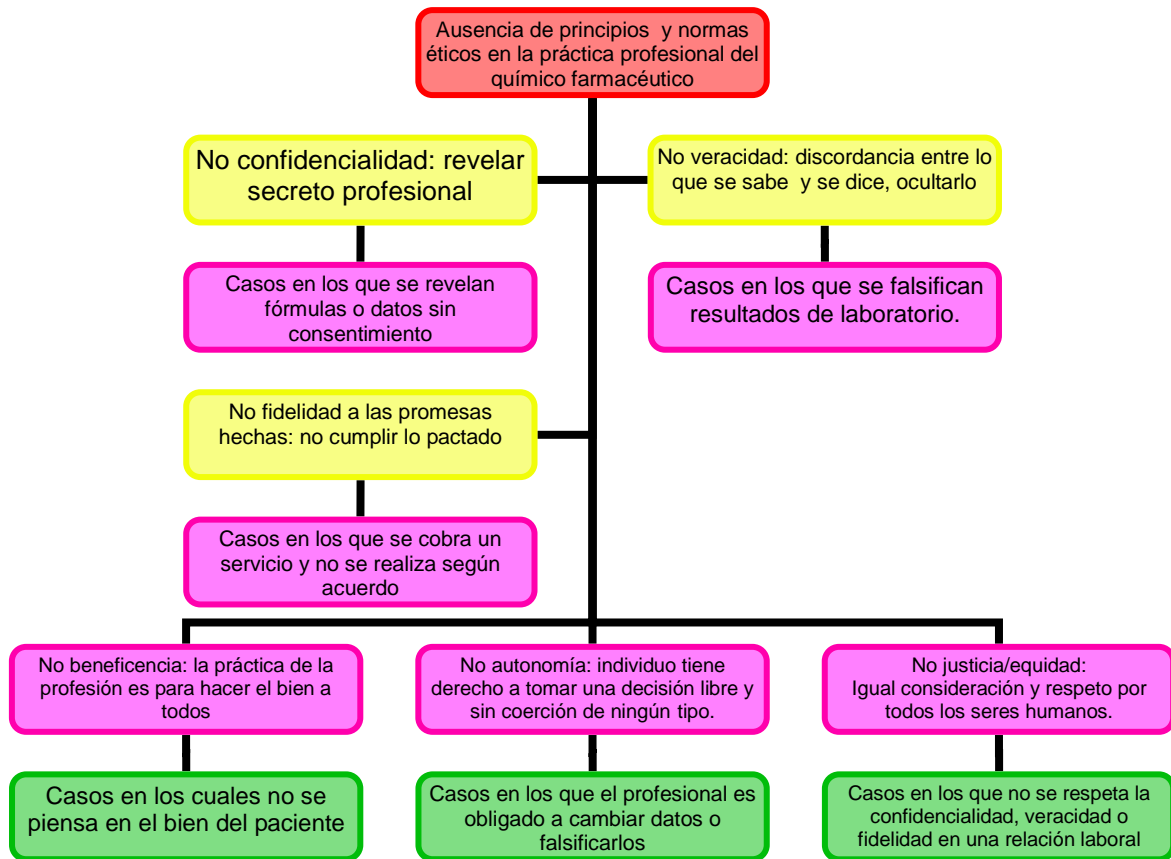 Ausencia de principios y normas
éticos en la práctica profesional del
químico farmacéutico
No confidencialidad: revelar
secreto profesional
No veracidad: discordancia entre lo
que se sabe y se dice, ocultarlo
Casos en los que se revelan
fórmulas o datos sin
consentimiento
Casos en los que se falsifican
resultados de laboratorio.
No fidelidad a las promesas
hechas: no cumplir lo pactado
Casos en los que se cobra un
servicio y no se realiza según
acuerdo
No beneficencia: la práctica de la
profesión es para hacer el bien a
todos
No autonomía: individuo tiene
derecho a tomar una decisión libre y
sin coerción de ningún tipo.
No justicia/equidad:
Igual consideración y respeto por
todos los seres humanos.
Casos en los cuales no se
piensa en el bien del paciente
Casos en los que el profesional es
obligado a cambiar datos o
falsificarlos
Casos en los que no se respeta la
confidencialidad, veracidad o
fidelidad en una relación laboral